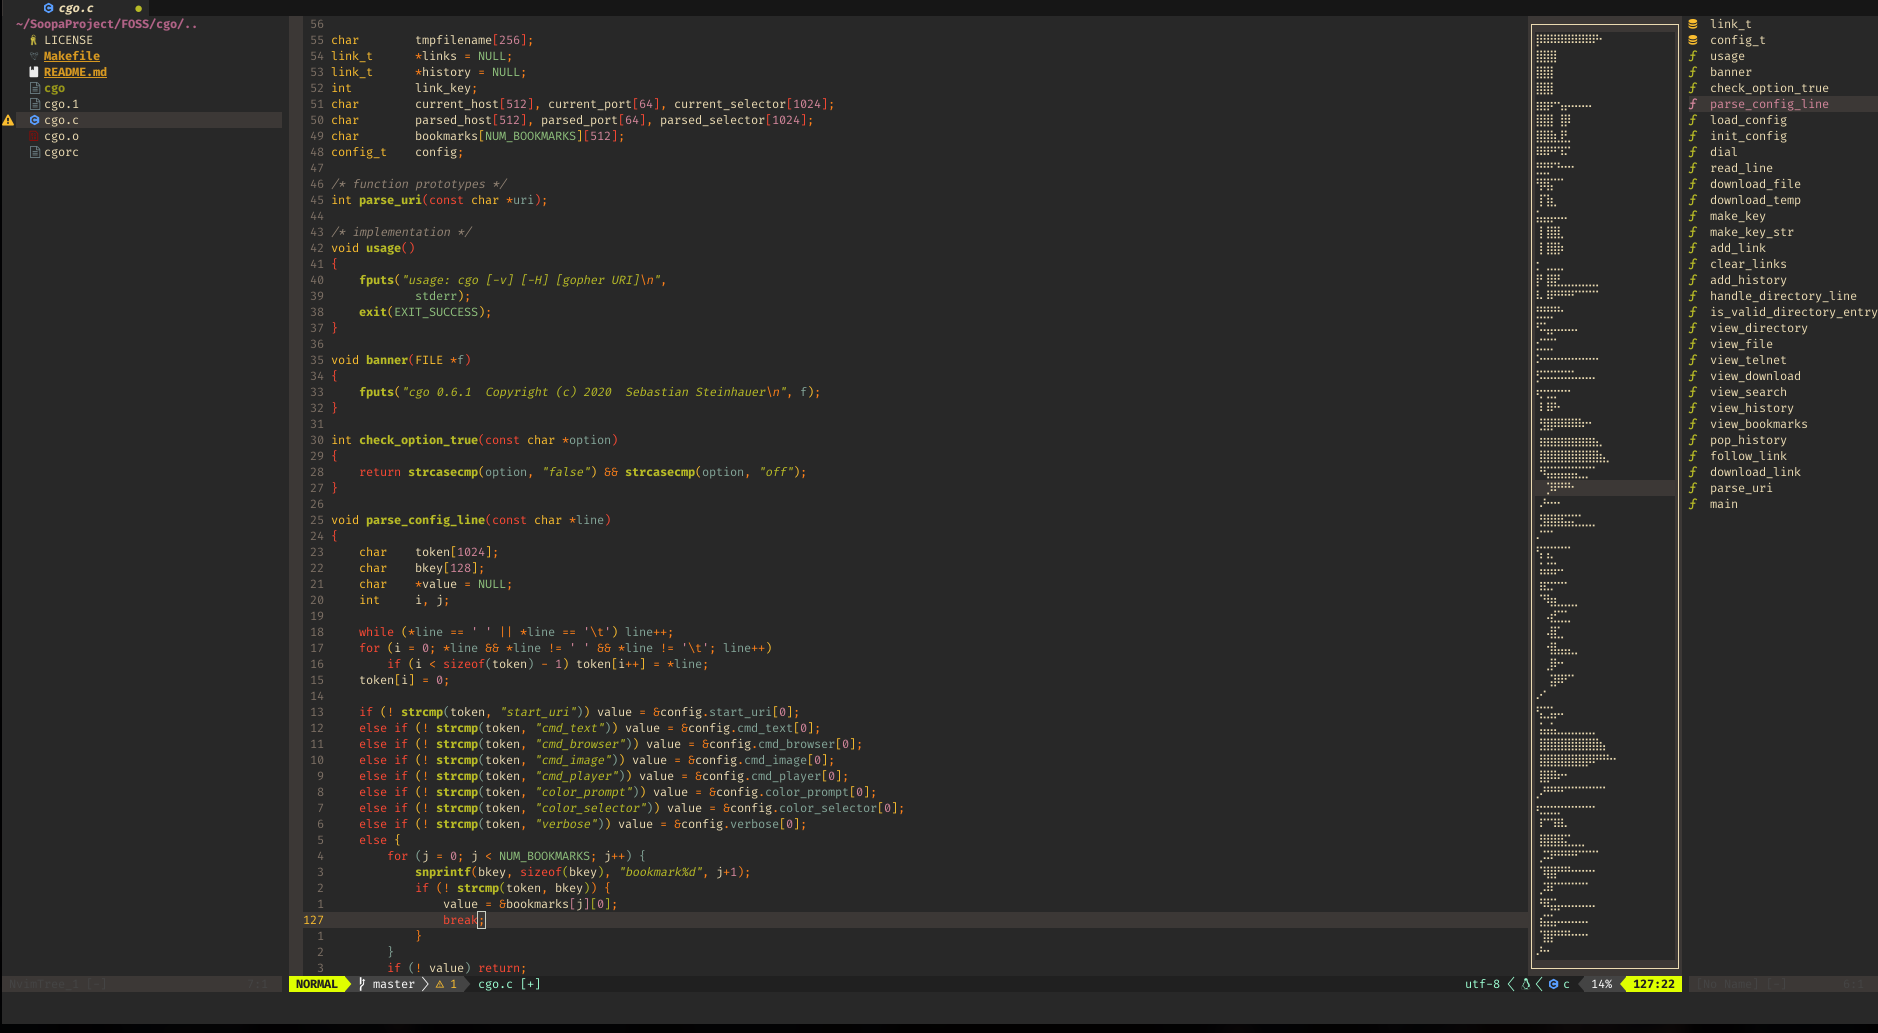 cgo.c
~/SoopaProject/FOSS/cgo/..
LICENSE
Makefile
README.md
cgo
cgo.1
cgo.c
cgo.o
cgorc
56
55 char        tmpfilename[256];
54 link_t      *links = NULL;
53 link_t      *history = NULL;
52 int         link_key;
51 char        current_host[512], current_port[64], current_selector[1024];
50 char        parsed_host[512], parsed_port[64], parsed_selector[1024];
49 char        bookmarks[NUM_BOOKMARKS][512];
48 config_t    config;
47
46 /* function prototypes */
45 int parse_uri(const char *uri);
44
43 /* implementation */
42 void usage()
41 {
40     fputs("usage: cgo [-v] [-H] [gopher URI]\n",
39             stderr);
38     exit(EXIT_SUCCESS);
37 }
36
35 void banner(FILE *f)
34 {
33     fputs("cgo 0.6.1  Copyright (c) 2020  Sebastian Steinhauer\n", f);
32 }
31
30 int check_option_true(const char *option)
29 {
28     return strcasecmp(option, "false") && strcasecmp(option, "off");
27 }
26
25 void parse_config_line(const char *line)
24 {
23     char    token[1024];
22     char    bkey[128];
21     char    *value = NULL;
20     int     i, j;
19
18     while (*line == ' ' || *line == '\t') line++;
17     for (i = 0; *line && *line != ' ' && *line != '\t'; line++)
16         if (i < sizeof(token) - 1) token[i++] = *line;
15     token[i] = 0;
14
13     if (! strcmp(token, "start_uri")) value = &config.start_uri[0];
12     else if (! strcmp(token, "cmd_text")) value = &config.cmd_text[0];
11     else if (! strcmp(token, "cmd_browser")) value = &config.cmd_browser[0];
10     else if (! strcmp(token, "cmd_image")) value = &config.cmd_image[0];
9     else if (! strcmp(token, "cmd_player")) value = &config.cmd_player[0];
8     else if (! strcmp(token, "color_prompt")) value = &config.color_prompt[0];
7     else if (! strcmp(token, "color_selector")) value = &config.color_selector[0];
6     else if (! strcmp(token, "verbose")) value = &config.verbose[0];
5     else {
4         for (j = 0; j < NUM_BOOKMARKS; j++) {
3             snprintf(bkey, sizeof(bkey), "bookmark%d", j+1);
2             if (! strcmp(token, bkey)) {
1                 value = &bookmarks[j][0];
127                 break;
1             }
2         }
3         if (! value) return;
link_t
config_t
f usage
f banner
f check_option_true
f parse_config_line
f load_config
f init_config
f dial
f read_line
f download_file
f download_temp
f make_key
f make_key_str
f add_link
f clear_links
f add_history
f handle_directory_line
f is_valid_directory_entry
f view_directory
f view_file
f view_telnet
f view_download
f view_search
f view_history
f view_bookmarks
f pop_history
f follow_link
f download_link
f parse_uri
f main
NvimTree_1 [-] 7:1
NORMAL master 1 cgo.c [+] utf-8 c 14% 127:22
[No Name] [-] 6:1